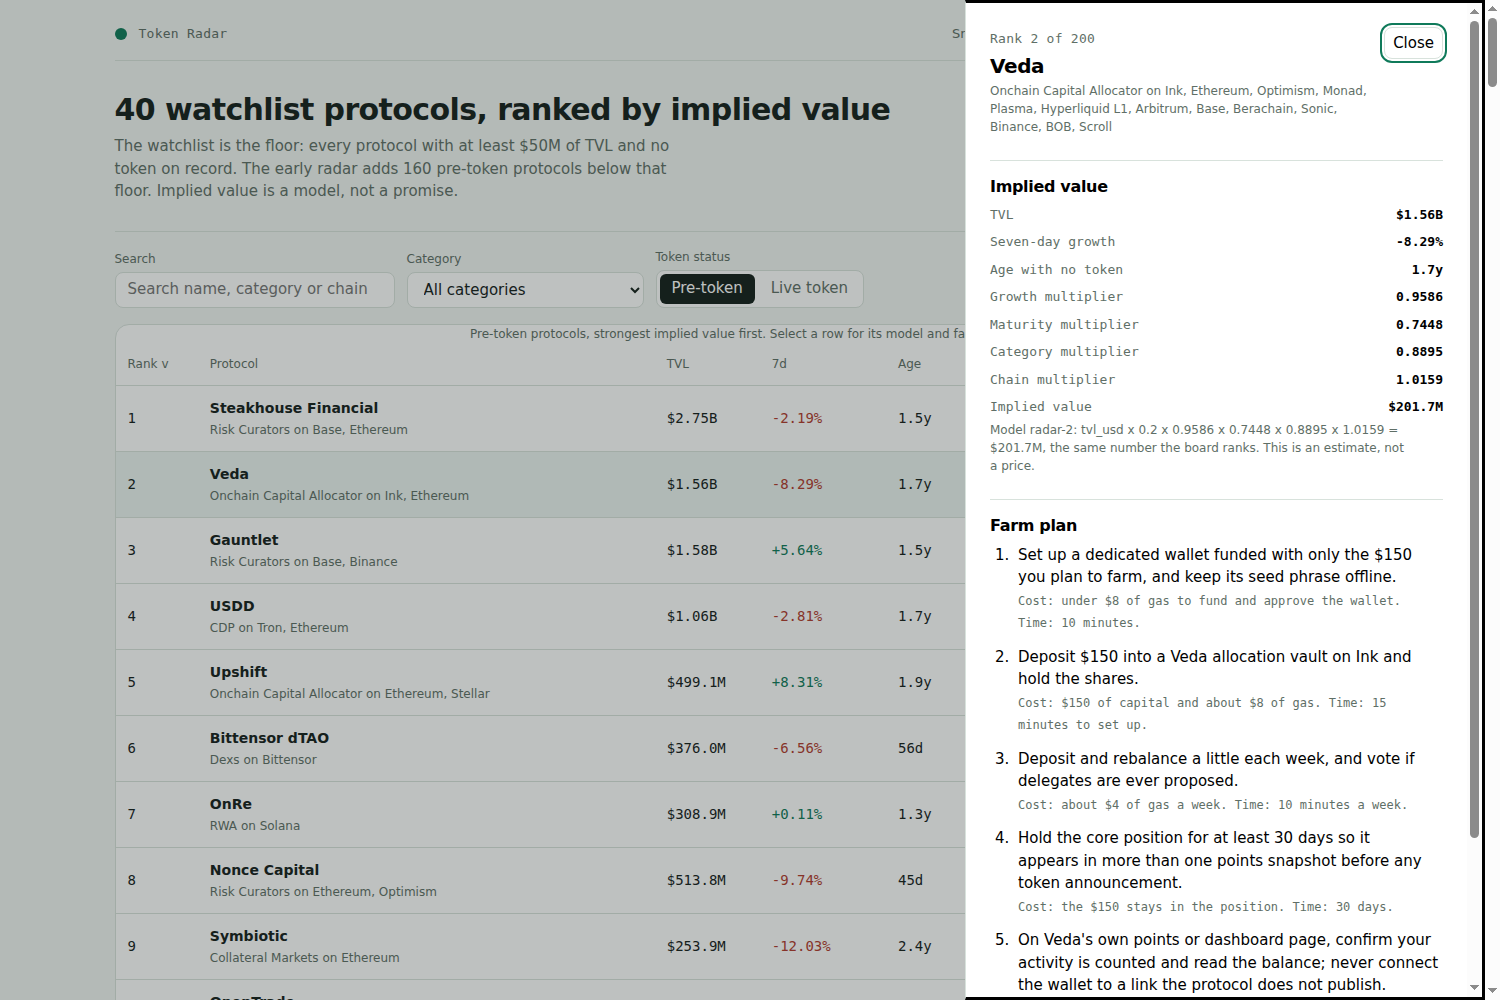 Token Radar
40 watchlist protocols, ranked by implied value
The watchlist is the floor: every protocol with at least $50M of TVL and no
token on record. The early radar adds 160 pre-token protocols below that
floor. Implied value is a model, not a promise.
Search
Category
Token status
Search name, category or chain
All categories
Pre-token
Live token
Pre-token protocols, strongest implied value first. Select a row for its model and fa
Rank v Protocol TVL 7d Age
1 Steakhouse Financial $2.75B -2.19% 1.5y
Risk Curators on Base, Ethereum
2 Veda $1.56B -8.29% 1.7y
Onchain Capital Allocator on Ink, Ethereum
3 Gauntlet $1.58B +5.64% 1.5y
Risk Curators on Base, Binance
4 USDD $1.06B -2.81% 1.7y
CDP on Tron, Ethereum
5 Upshift $499.1M +8.31% 1.9y
Onchain Capital Allocator on Ethereum, Stellar
6 Bittensor dTAO $376.0M -6.56% 56d
Dexs on Bittensor
7 OnRe $308.9M +0.11% 1.3y
RWA on Solana
8 Nonce Capital $513.8M -9.74% 45d
Risk Curators on Ethereum, Optimism
9 Symbiotic $253.9M -12.03% 2.4y
Collateral Markets on Ethereum
Rank 2 of 200
Close
Veda
Onchain Capital Allocator on Ink, Ethereum, Optimism, Monad,
Plasma, Hyperliquid L1, Arbitrum, Base, Berachain, Sonic,
Binance, BOB, Scroll
Implied value
TVL $1.56B
Seven-day growth -8.29%
Age with no token 1.7y
Growth multiplier 0.9586
Maturity multiplier 0.7448
Category multiplier 0.8895
Chain multiplier 1.0159
Implied value $201.7M
Model radar-2: tvl_usd x 0.2 x 0.9586 x 0.7448 x 0.8895 x 1.0159 =
$201.7M, the same number the board ranks. This is an estimate, not
a price.
Farm plan
1. Set up a dedicated wallet funded with only the $150
you plan to farm, and keep its seed phrase offline.
Cost: under $8 of gas to fund and approve the wallet.
Time: 10 minutes.
2. Deposit $150 into a Veda allocation vault on Ink and
hold the shares.
Cost: $150 of capital and about $8 of gas. Time: 15
minutes to set up.
3. Deposit and rebalance a little each week, and vote if
delegates are ever proposed.
Cost: about $4 of gas a week. Time: 10 minutes a week.
4. Hold the core position for at least 30 days so it
appears in more than one points snapshot before any
token announcement.
Cost: the $150 stays in the position. Time: 30 days.
5. On Veda's own points or dashboard page, confirm your
activity is counted and read the balance; never connect
the wallet to a link the protocol does not publish.